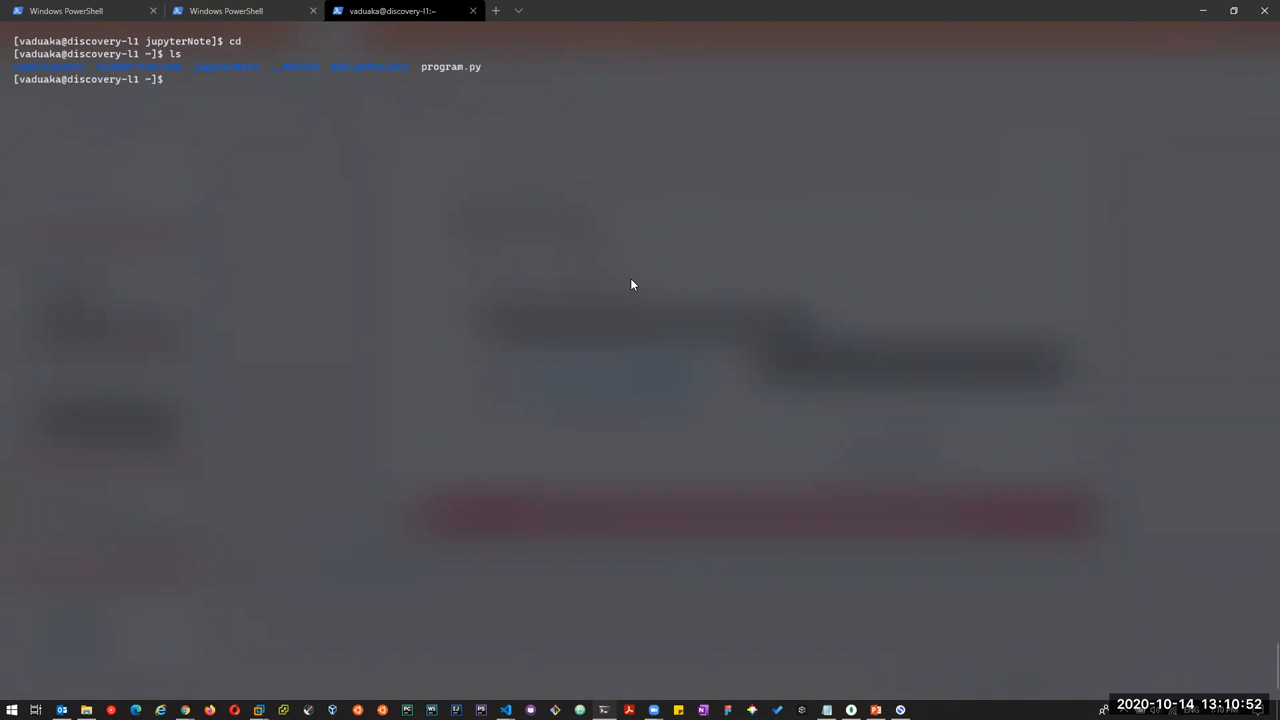 Windows PowerShell
Windows PowerShell
vaduaka@discovery-l1:~
[vaduaka@discovery-l1 jupyterNote]$ cd
[vaduaka@discovery-l1 ~]$ ls
program.py
[vaduaka@discovery-l1 ~]$
2020-10-14 13:10:52